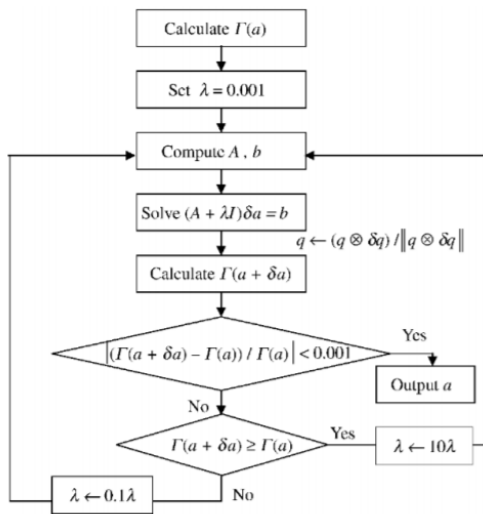 Calculate Γ(a)
Set λ = 0.001
Compute A , b
Solve (A + λI)δa = b
q ← (q ⊗ δq) / ‖q ⊗ δq‖
Calculate Γ(a + δa)
|(Γ(a + δa) − Γ(a)) / Γ(a)| < 0.001
Yes
Output a
No
Γ(a + δa) ≥ Γ(a)
Yes
λ ← 10λ
λ ← 0.1λ
No